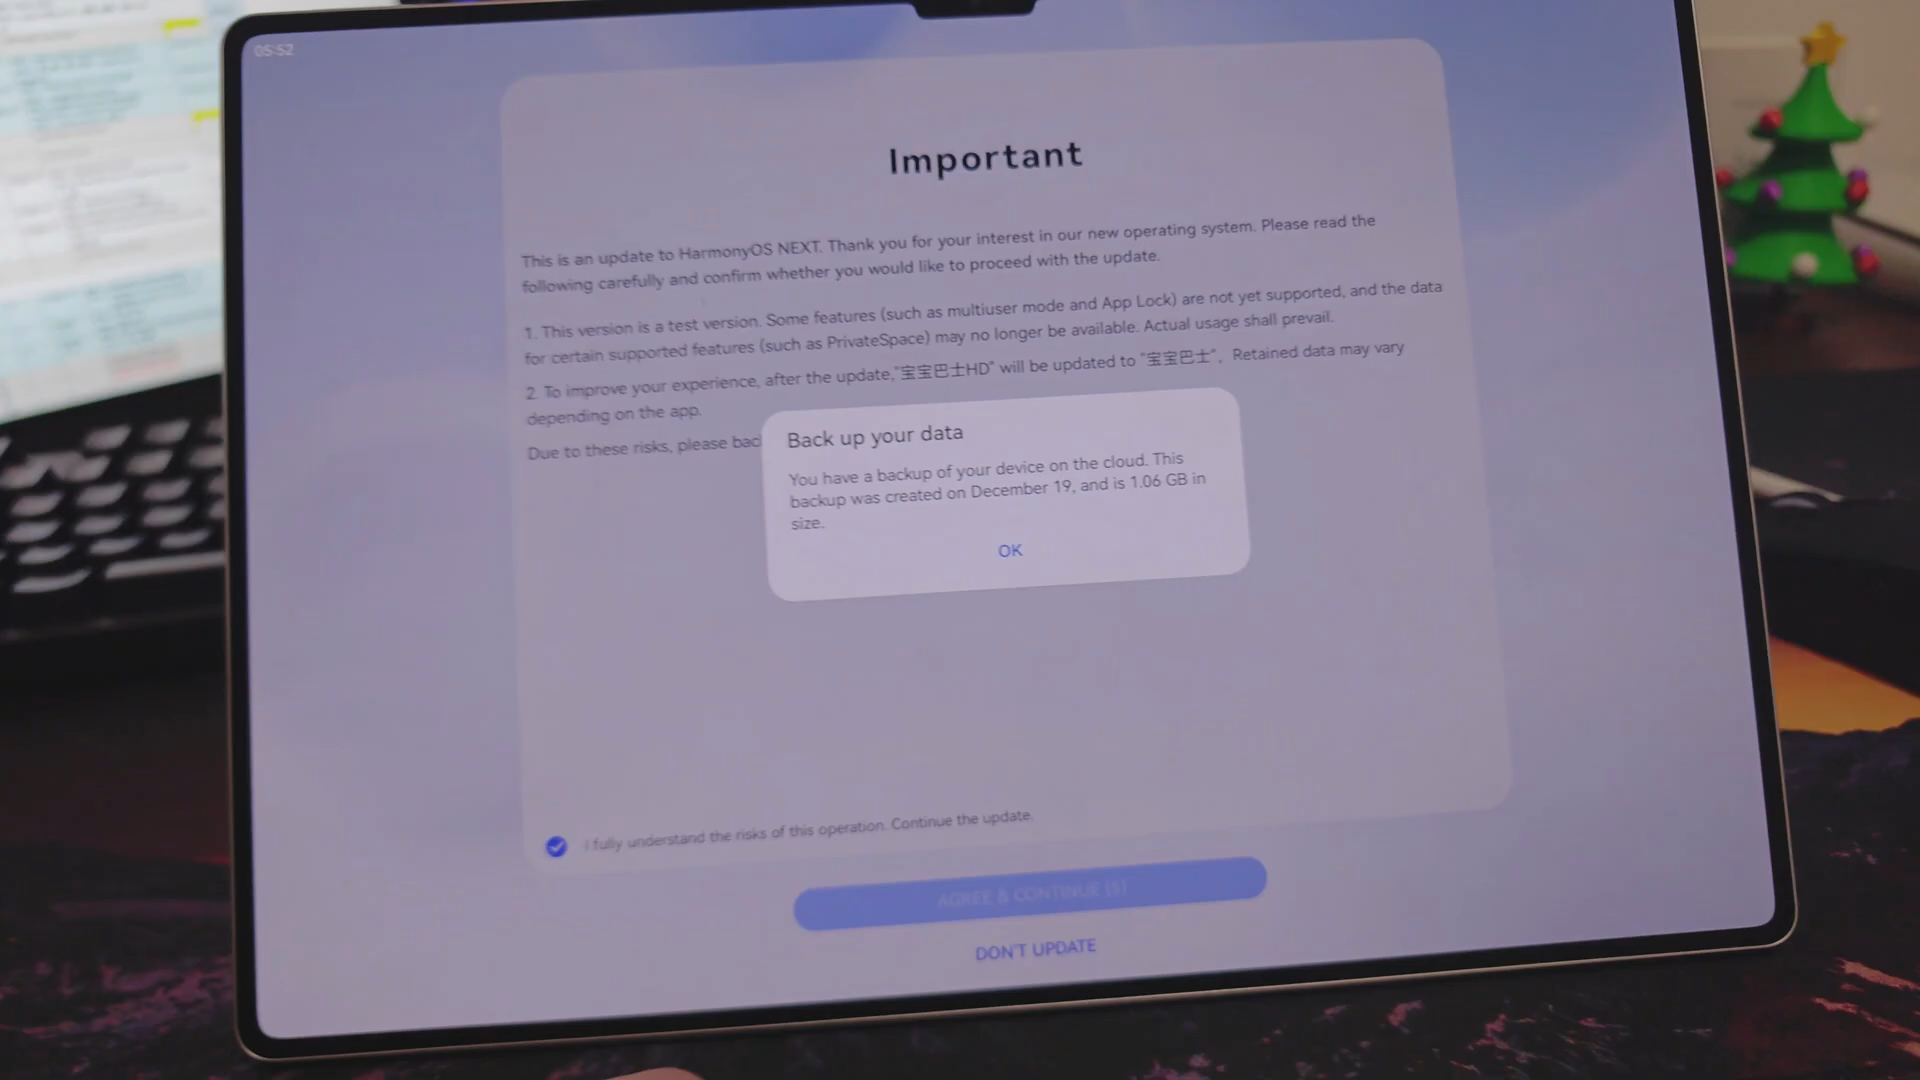 05:52
Important
This is an update to HarmonyOS NEXT. Thank you for your interest in our new operating system. Please read the
following carefully and confirm whether you would like to proceed with the update.
1. This version is a test version. Some features (such as multiuser mode and App Lock) are not yet supported, and the data
for certain supported features (such as PrivateSpace) may no longer be available. Actual usage shall prevail.
2. To improve your experience, after the update,"宝宝巴士HD" will be updated to "宝宝巴士", Retained data may vary
depending on the app.
Due to these risks, please bac
Back up your data
You have a backup of your device on the cloud. This
backup was created on December 19, and is 1.06 GB in
size.
OK
I fully understand the risks of this operation. Continue the update.
AGREE & CONTINUE
DON'T UPDATE